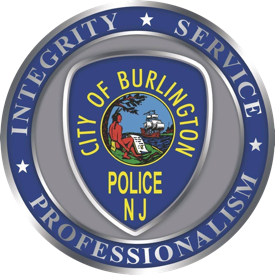 INTEGRITY ★ SERVICE
★ PROFESSIONALISM ★
CITY OF BURLINGTON
POLICE
NJ